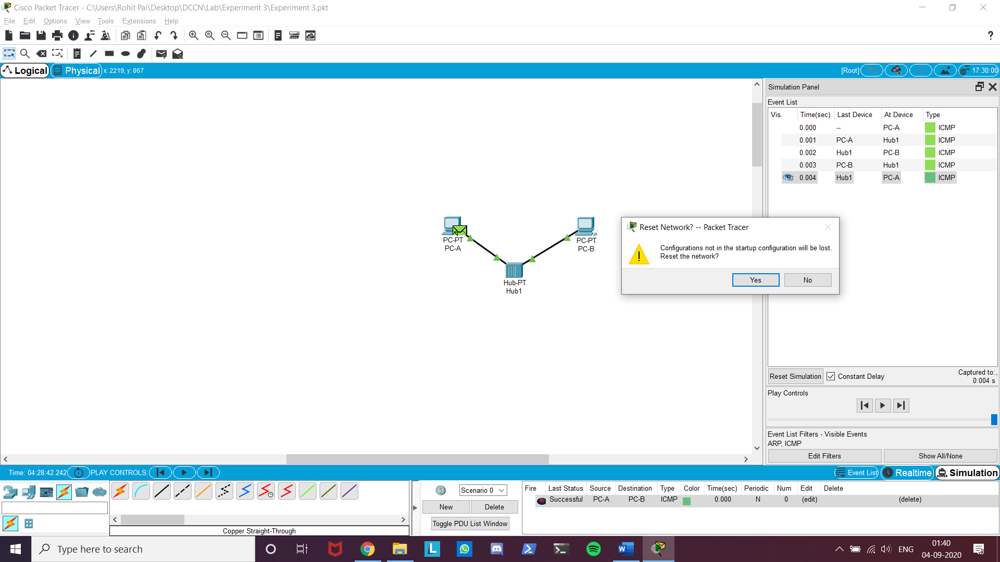 Cisco Packet Tracer - C:\Users\Rohit Pai\Desktop\DCCN\Lab\Experiment 3\Experiment 3.pkt
File Edit Options View Tools Extensions Help
?
Logical Physical x: 2219, y: 867 [Root] 17:30:00
Simulation Panel
Event List
Vis. Time(sec) Last Device At Device Type
0.000 -- PC-A ICMP
0.001 PC-A Hub1 ICMP
0.002 Hub1 PC-B ICMP
0.003 PC-B Hub1 ICMP
0.004 Hub1 PC-A ICMP
PC-PT
PC-A
PC-PT
PC-B
Hub-PT
Hub1
Reset Network? -- Packet Tracer
Configurations not in the startup configuration will be lost.
Reset the network?
Yes No
Reset Simulation Constant Delay
Captured to:
0.004 s
Play Controls
Event List Filters - Visible Events
ARP, ICMP
Edit Filters Show All/None
Time: 04:28:42.242 PLAY CONTROLS: Event List Realtime Simulation
Scenario 0
New Delete
Toggle PDU List Window
Fire Last Status Source Destination Type Color Time(sec) Periodic Num Edit Delete
Successful PC-A PC-B ICMP 0.000 N 0 (edit) (delete)
Copper Straight-Through
Type here to search
ENG
01:40
04-09-2020